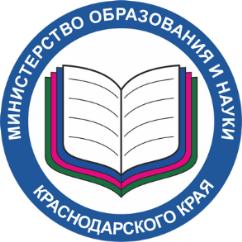 МИНИСТЕРСТВО ОБРАЗОВАНИЯ И НАУКИ
КРАСНОДАРСКОГО КРАЯ